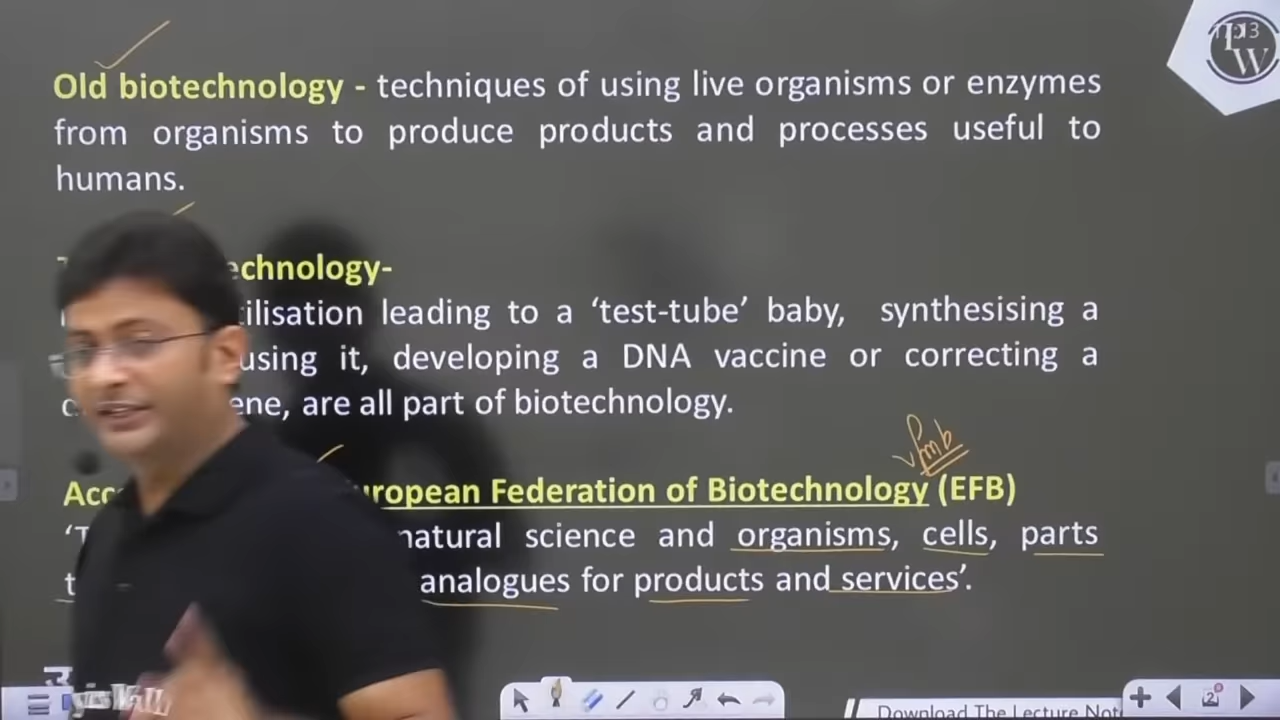 Old biotechnology - techniques of using live organisms or enzymes
from organisms to produce products and processes useful to
humans.
echnology-
ilisation leading to a ‘test-tube’ baby, synthesising a
using it, developing a DNA vaccine or correcting a
ene, are all part of biotechnology.
Imb
Acc uropean Federation of Biotechnology (EFB)
‘T natural science and organisms, cells, parts
t analogues for products and services’.
Download The Lecture Not
2
PW